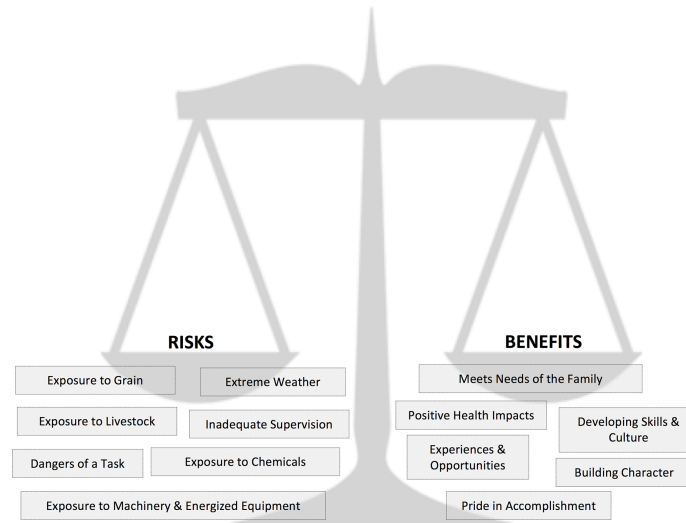 RISKS
Exposure to Grain
Extreme Weather
Exposure to Livestock
Inadequate Supervision
Dangers of a Task
Exposure to Chemicals
Exposure to Machinery & Energized Equipment
BENEFITS
Meets Needs of the Family
Positive Health Impacts
Developing Skills &
Culture
Experiences &
Opportunities
Building Character
Pride in Accomplishment